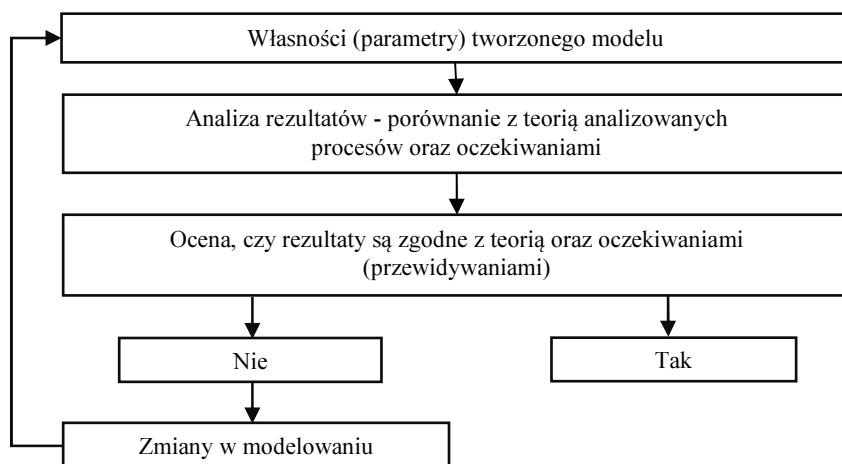 Własności (parametry) tworzonego modelu
Analiza rezultatów - porównanie z teorią analizowanych
procesów oraz oczekiwaniami
Ocena, czy rezultaty są zgodne z teorią oraz oczekiwaniami
(przewidywaniami)
Nie
Tak
Zmiany w modelowaniu